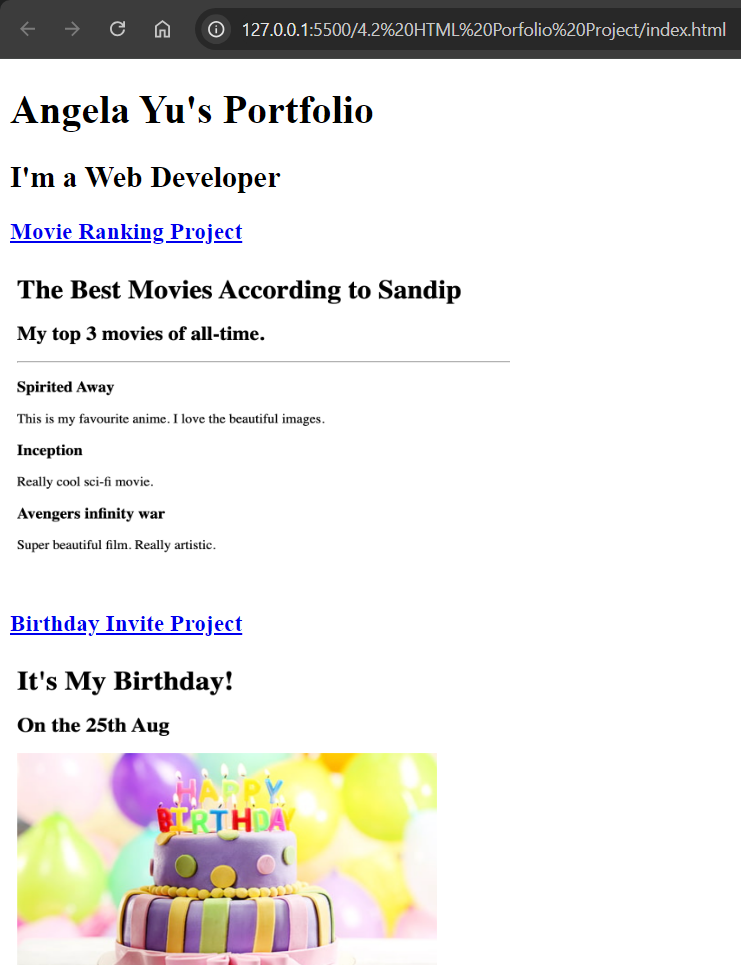 127.0.0.1:5500/4.2%20HTML%20Porfolio%20Project/index.html
Angela Yu's Portfolio
I'm a Web Developer
Movie Ranking Project
The Best Movies According to Sandip
My top 3 movies of all-time.
Spirited Away
This is my favourite anime. I love the beautiful images.
Inception
Really cool sci-fi movie.
Avengers infinity war
Super beautiful film. Really artistic.
Birthday Invite Project
It's My Birthday!
On the 25th Aug
HAPPY
BIRTHDAY